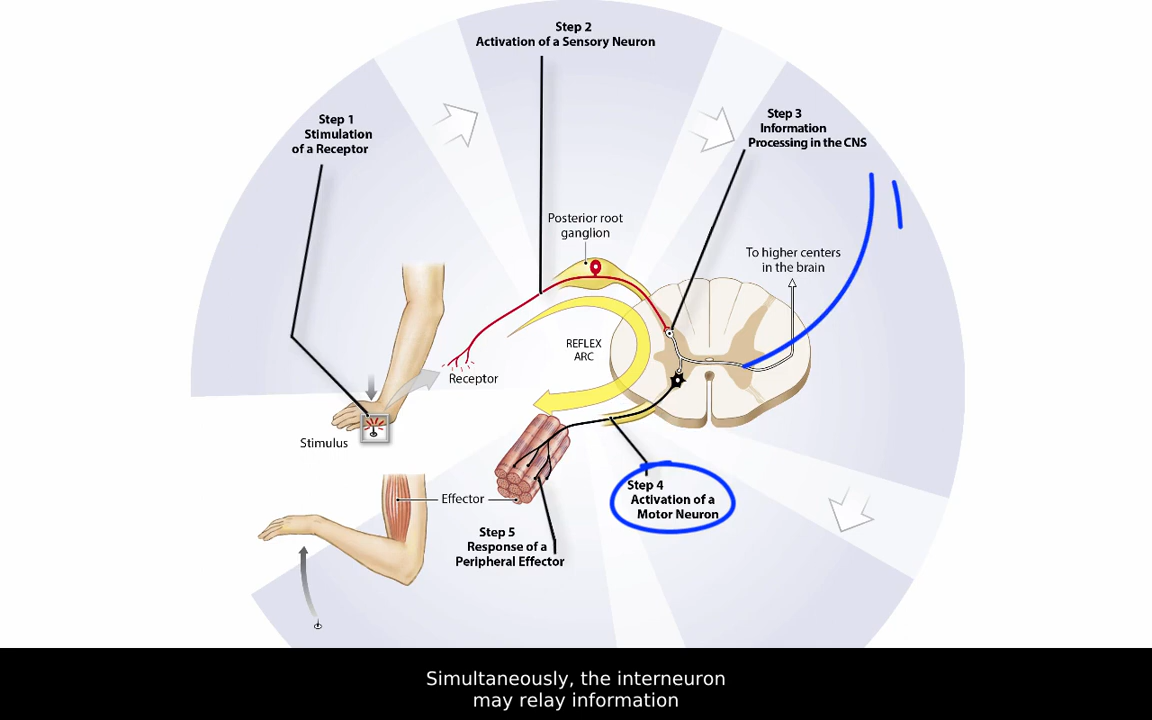 Step 2
Activation of a Sensory Neuron
Step 1
Stimulation
of a Receptor
Step 3
Information
Processing in the CNS
Posterior root
ganglion
To higher centers
in the brain
REFLEX
ARC
Receptor
Stimulus
Effector
Step 4
Activation of a
Motor Neuron
Step 5
Response of a
Peripheral Effector
Simultaneously, the interneuron
may relay information